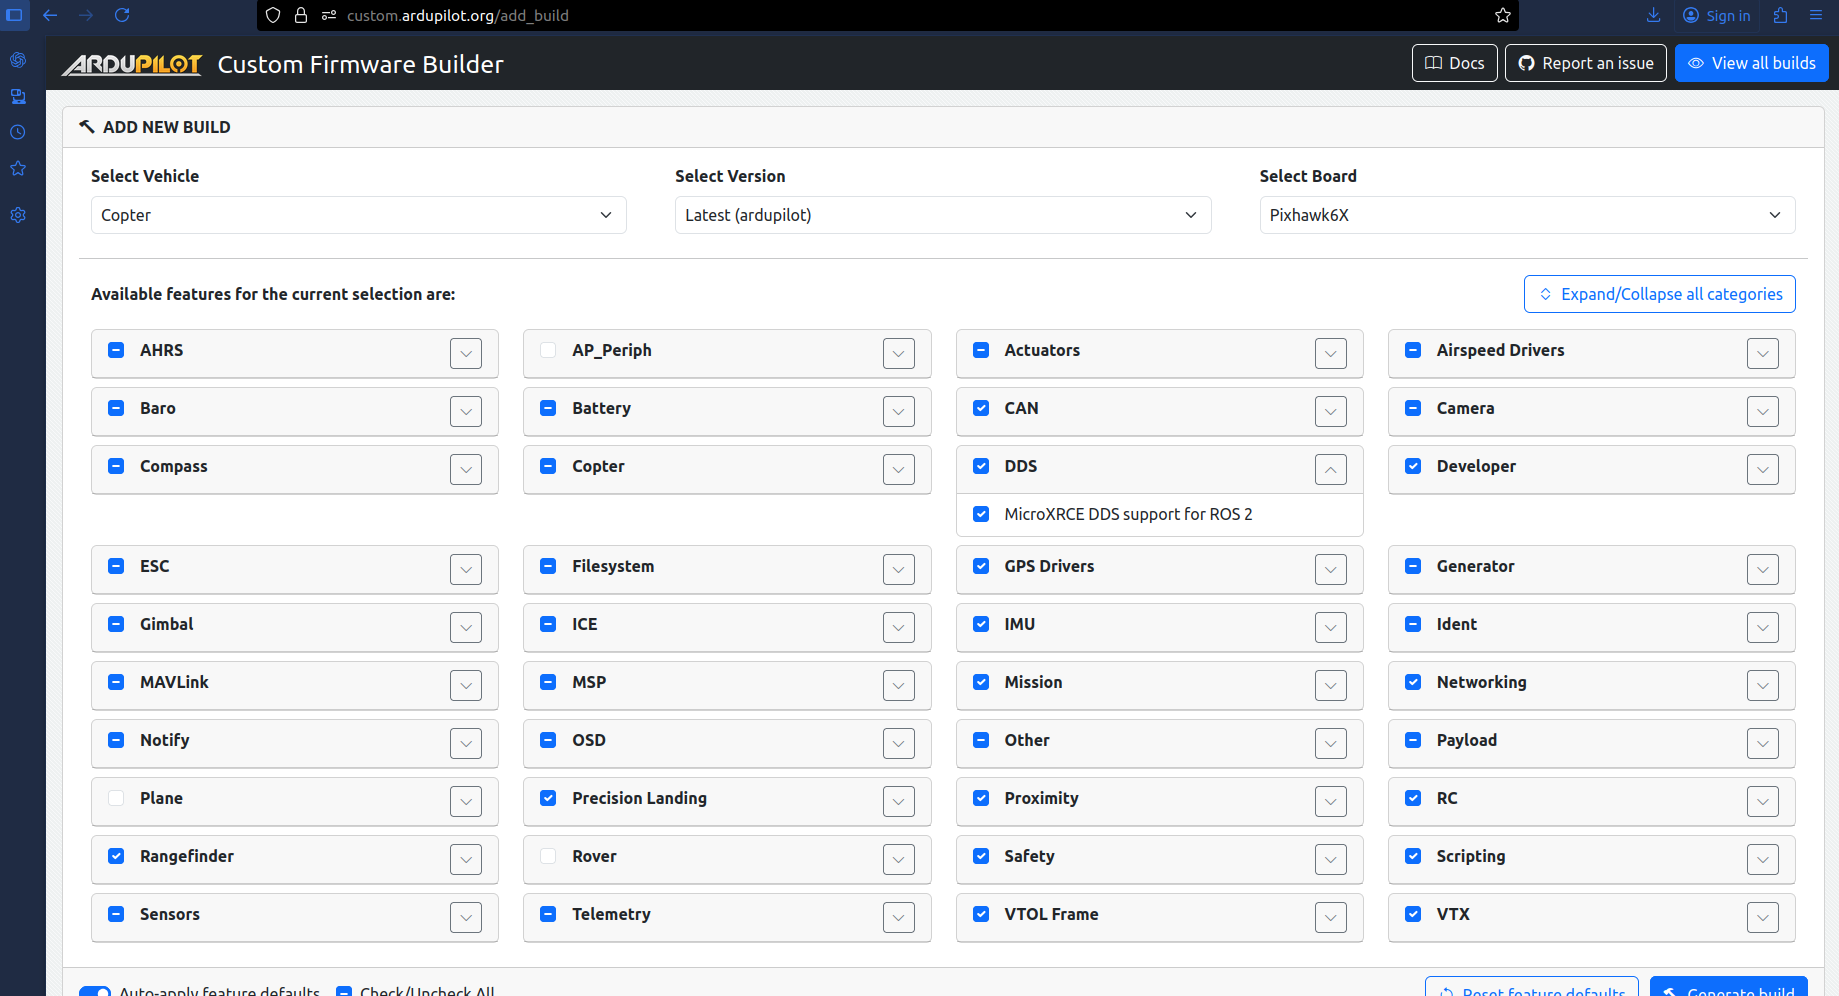 custom.ardupilot.org/add_build
Sign in
ARDUPILOT Custom Firmware Builder
Docs
Report an issue
View all builds
ADD NEW BUILD
Select Vehicle
Select Version
Select Board
Copter
Latest (ardupilot)
Pixhawk6X
Available features for the current selection are:
Expand/Collapse all categories
AHRS
AP_Periph
Actuators
Airspeed Drivers
Baro
Battery
CAN
Camera
Compass
Copter
DDS
Developer
MicroXRCE DDS support for ROS 2
ESC
Filesystem
GPS Drivers
Generator
Gimbal
ICE
IMU
Ident
MAVLink
MSP
Mission
Networking
Notify
OSD
Other
Payload
Plane
Precision Landing
Proximity
RC
Rangefinder
Rover
Safety
Scripting
Sensors
Telemetry
VTOL Frame
VTX
Auto-apply feature defaults
Check/Uncheck All
Reset feature defaults
Generate build